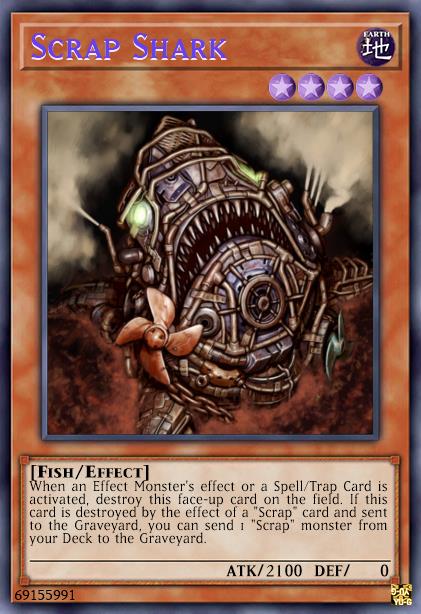 Scrap Shark
EARTH
地
[Fish/Effect]
When an Effect Monster's effect or a Spell/Trap Card is
activated, destroy this face-up card on the field. If this
card is destroyed by the effect of a "Scrap" card and sent
to the Graveyard, you can send 1 "Scrap" monster from
your Deck to the Graveyard.
ATK/2100 DEF/ 0
69155991